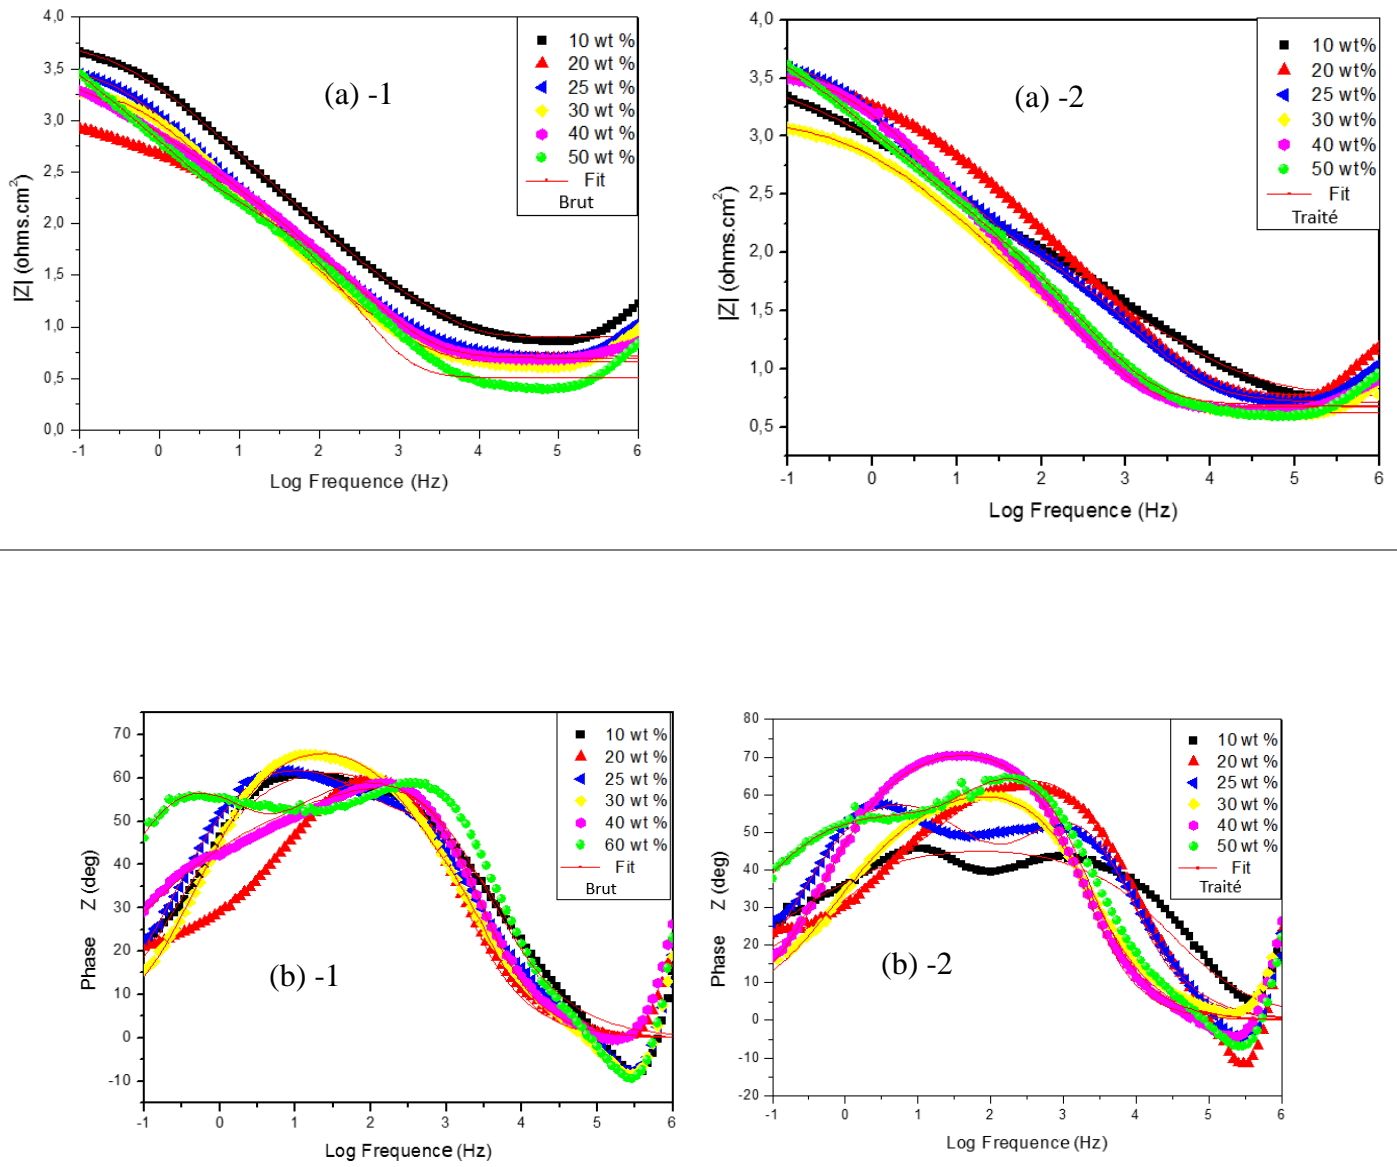 (a) -1
10 wt %
20 wt %
25 wt %
30 wt %
40 wt %
50 wt %
Fit
Brut
|Z| (ohms.cm²)
4,0
3,5
3,0
2,5
2,0
1,5
1,0
0,5
0,0
-1 0 1 2 3 4 5 6
Log Frequence (Hz)
(a) -2
10 wt%
20 wt%
25 wt%
30 wt%
40 wt%
50 wt%
Fit
Traité
|Z| (ohms.cm²)
4,0
3,5
3,0
2,5
2,0
1,5
1,0
0,5
-1 0 1 2 3 4 5 6
Log Frequence (Hz)
(b) -1
10 wt %
20 wt %
25 wt %
30 wt %
40 wt %
60 wt %
Fit
Brut
Phase Z (deg)
70
60
50
40
30
20
10
0
-10
-1 0 1 2 3 4 5 6
Log Frequence (Hz)
(b) -2
10 wt %
20 wt %
25 wt %
30 wt %
40 wt %
50 wt %
Fit
Traité
Phase Z (deg)
80
70
60
50
40
30
20
10
0
-10
-20
-1 0 1 2 3 4 5 6
Log Frequence (Hz)